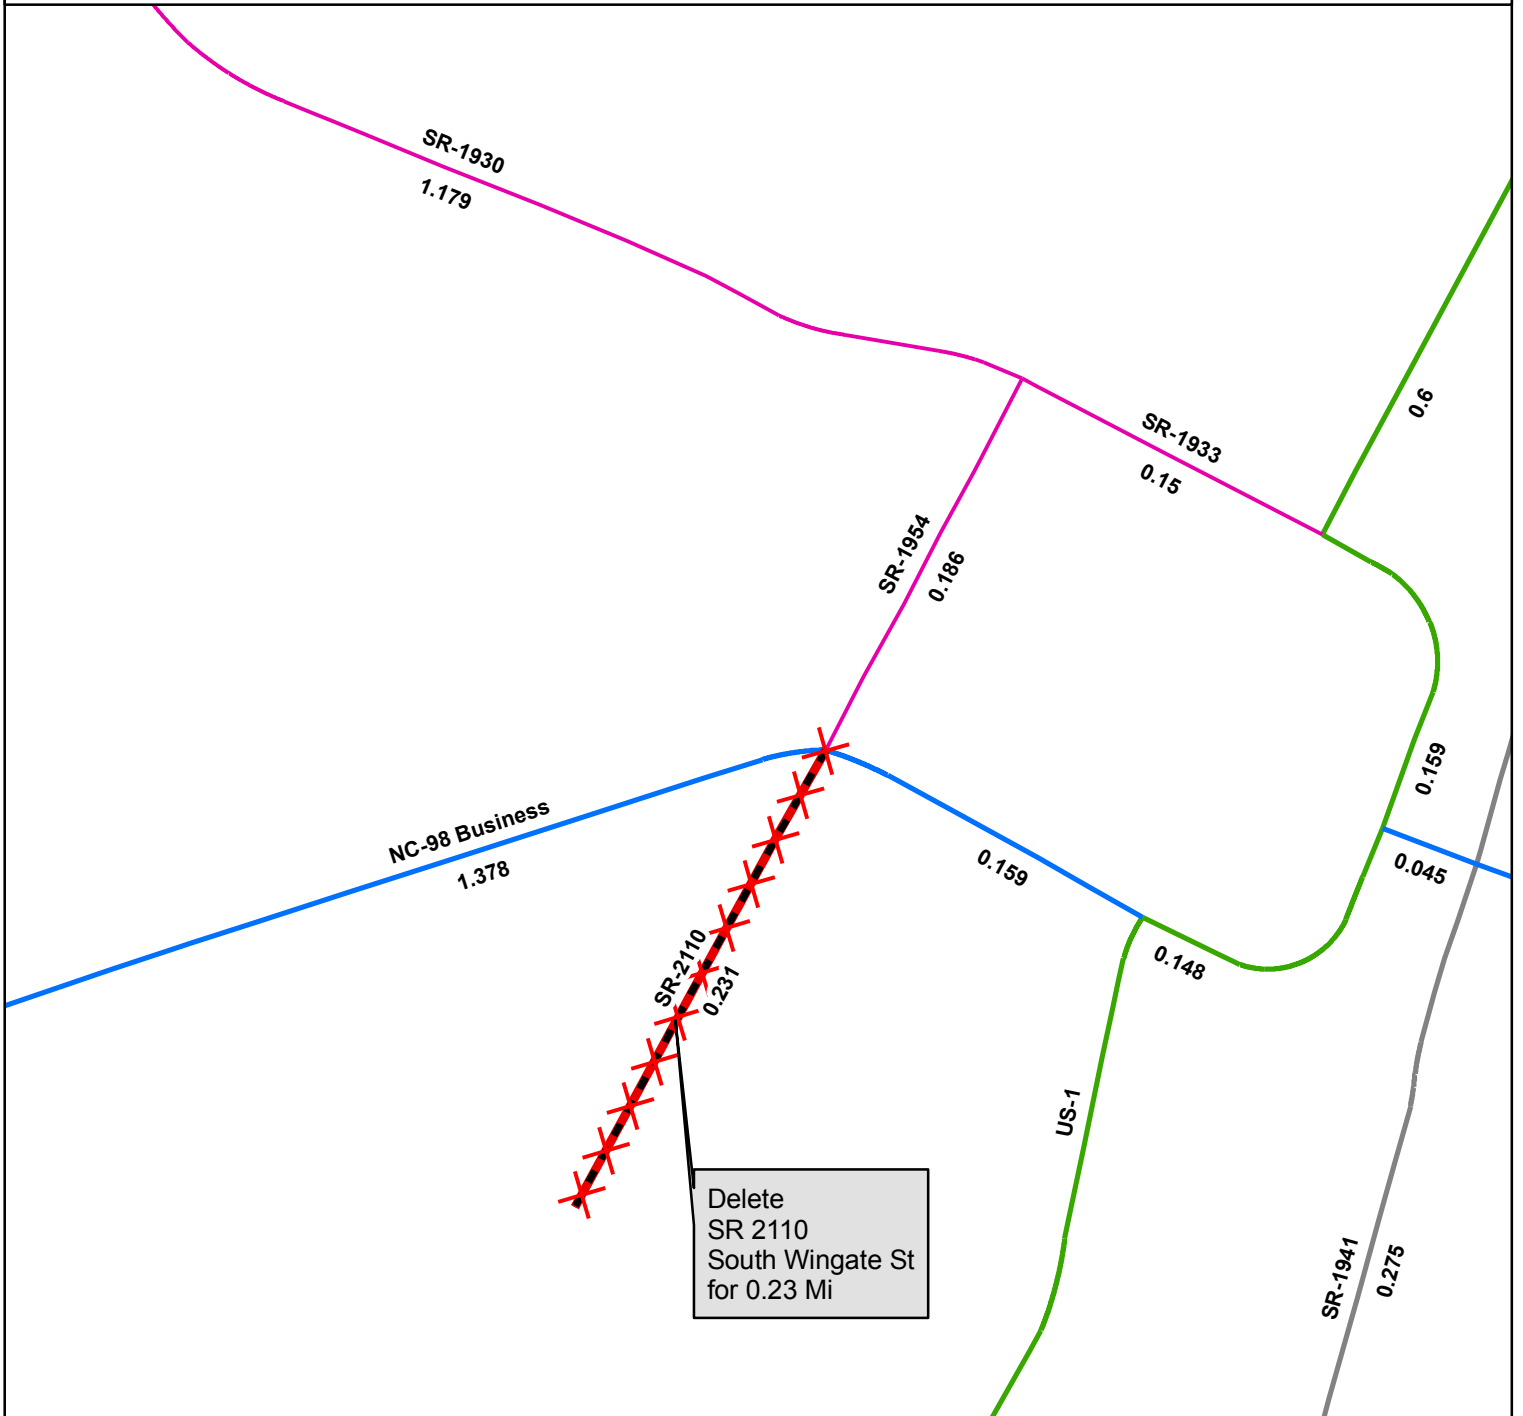 SR-1930
1.179
0.6
SR-1933
0.15
SR-1954
0.186
0.159
NC-98 Business
1.378
0.159
0.045
SR-2110
0.231
0.148
US-1
Delete
SR 2110
South Wingate St
for 0.23 Mi
SR-1941
0.275